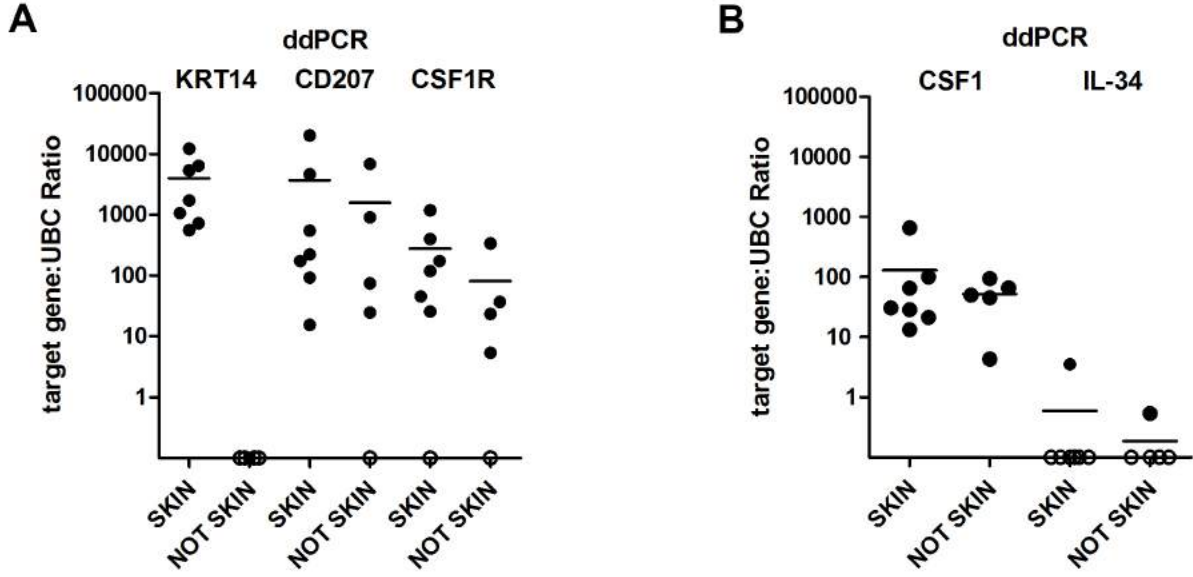 A
ddPCR
KRT14 CD207 CSF1R
target gene:UBC Ratio
100000
10000
1000
100
10
1
SKIN
NOT SKIN
SKIN
NOT SKIN
SKIN
NOT SKIN
B
ddPCR
CSF1 IL-34
target gene:UBC Ratio
100000
10000
1000
100
10
1
SKIN
NOT SKIN
SKIN
NOT SKIN